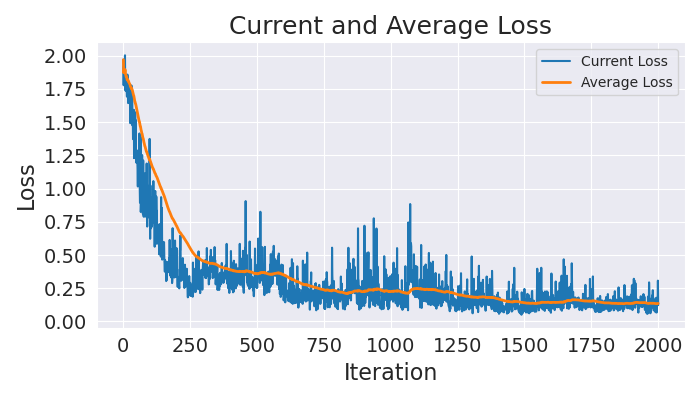 Current and Average Loss
Current Loss
Average Loss
2.00
1.75
1.50
1.25
1.00
0.75
0.50
0.25
0.00
Loss
0 250 500 750 1000 1250 1500 1750 2000
Iteration